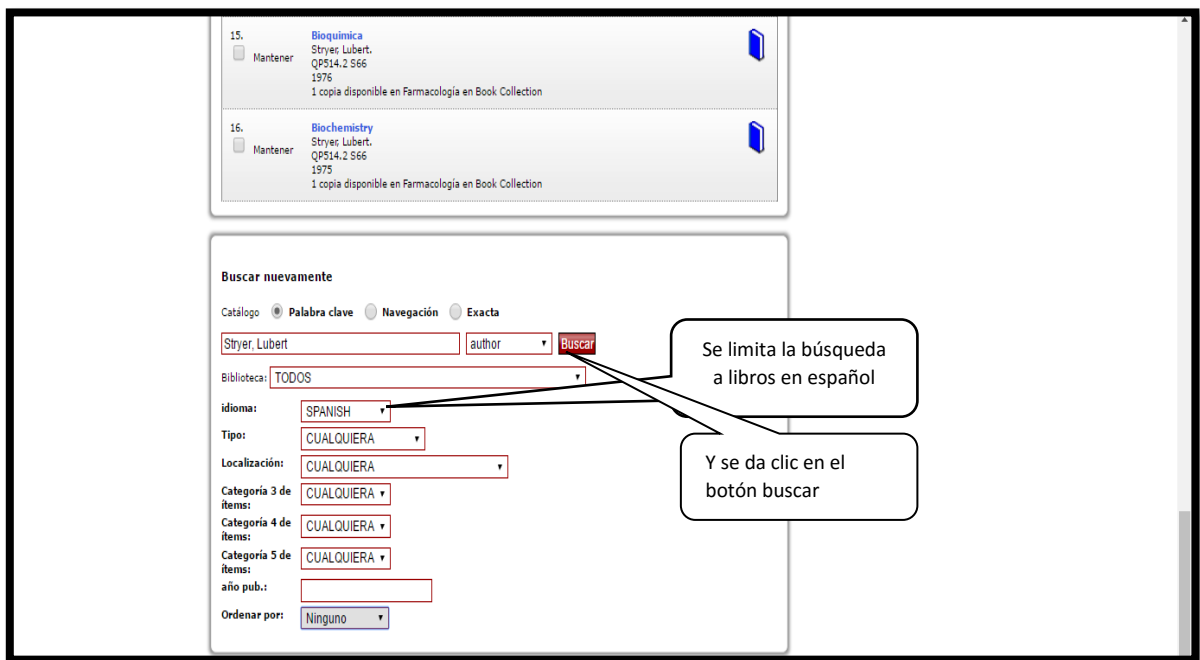 15.
Mantener
Bioquimica
Stryer, Lubert.
QP514.2 S66
1976
1 copia disponible en Farmacología en Book Collection
16.
Mantener
Biochemistry
Stryer, Lubert.
QP514.2 S66
1975
1 copia disponible en Farmacología en Book Collection
Buscar nuevamente
Catálogo Palabra clave Navegación Exacta
Stryer, Lubert author Buscar
Biblioteca: TODOS
idioma: SPANISH
Tipo: CUALQUIERA
Localización: CUALQUIERA
Categoría 3 de
ítems: CUALQUIERA
Categoría 4 de
ítems: CUALQUIERA
Categoría 5 de
ítems: CUALQUIERA
año pub.:
Ordenar por: Ninguno
Se limita la búsqueda
a libros en español
Y se da clic en el
botón buscar